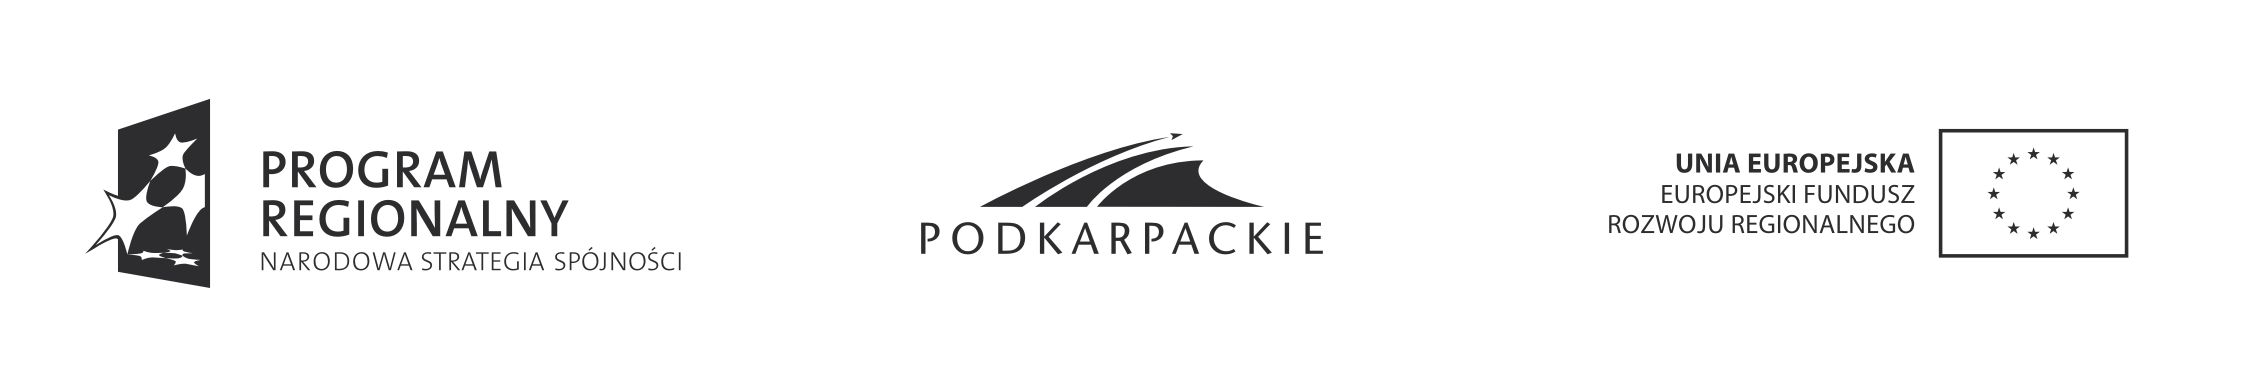 PROGRAM
REGIONALNY
NARODOWA STRATEGIA SPÓJNOŚCI
PODKARPACKIE
UNIA EUROPEJSKA
EUROPEJSKI FUNDUSZ
ROZWOJU REGIONALNEGO